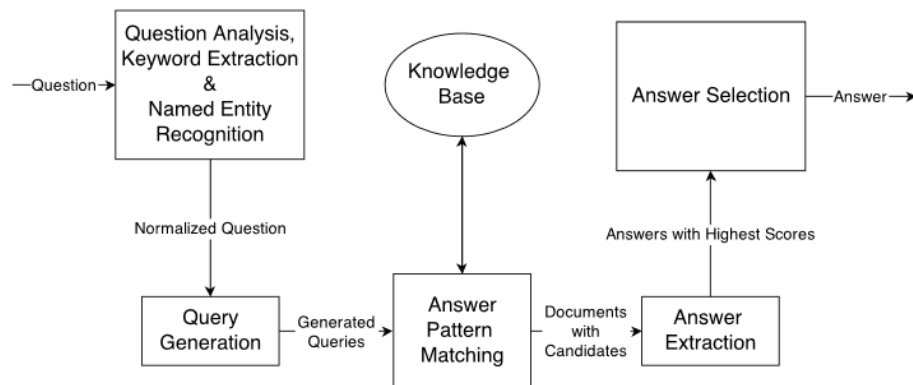 Question
Question Analysis,
Keyword Extraction
&
Named Entity
Recognition
Normalized Question
Query
Generation
Generated
Queries
Knowledge
Base
Answer
Pattern
Matching
Documents
with
Candidates
Answer
Extraction
Answers with Highest Scores
Answer Selection
Answer